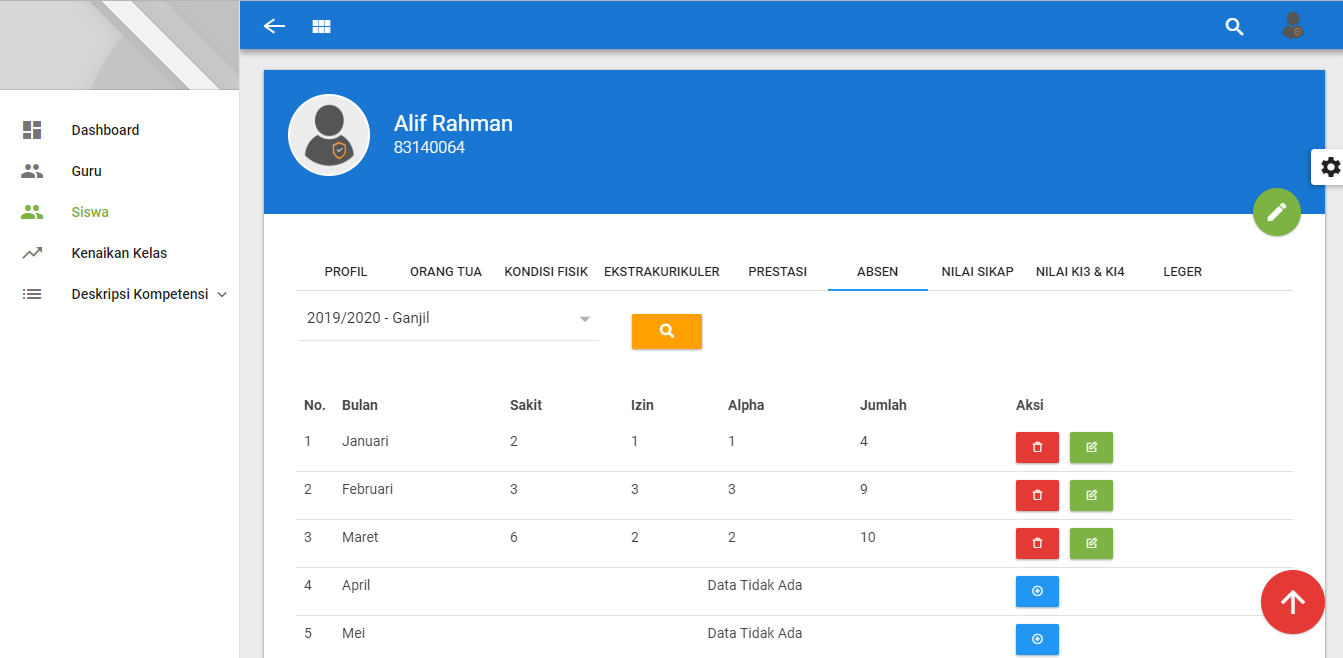 Dashboard
Guru
Siswa
Kenaikan Kelas
Deskripsi Kompetensi
Alif Rahman
83140064
PROFIL ORANG TUA KONDISI FISIK EKSTRAKURIKULER PRESTASI ABSEN NILAI SIKAP NILAI KI3 & KI4 LEGER
2019/2020 - Ganjil
No. Bulan Sakit Izin Alpha Jumlah Aksi
1 Januari 2 1 1 4
2 Februari 3 3 3 9
3 Maret 6 2 2 10
4 April Data Tidak Ada
5 Mei Data Tidak Ada